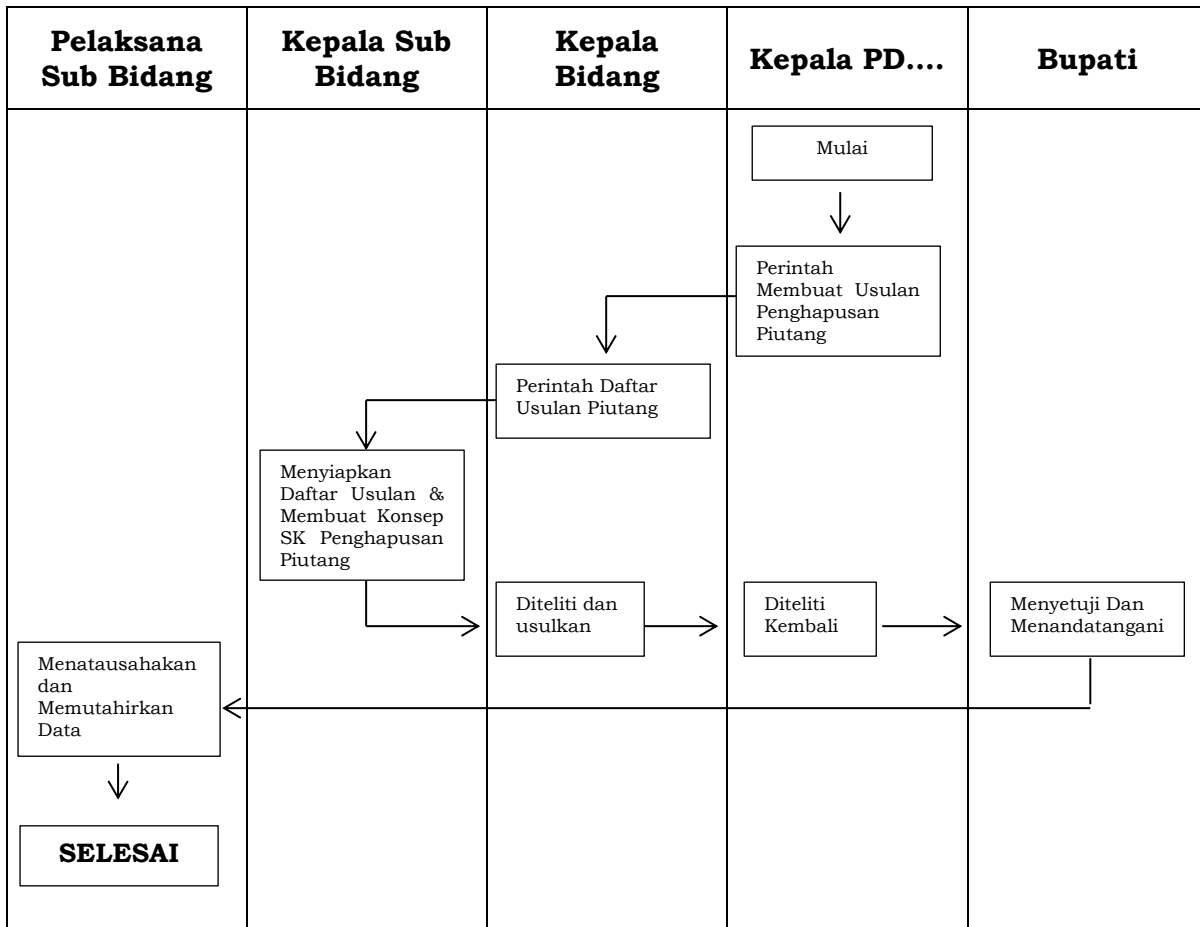 Pelaksana
Sub Bidang
Kepala Sub
Bidang
Kepala
Bidang
Kepala PD....
Bupati
Mulai
Perintah
Membuat Usulan
Penghapusan
Piutang
Perintah Daftar
Usulan Piutang
Menyiapkan
Daftar Usulan &
Membuat Konsep
SK Penghapusan
Piutang
Diteliti dan
usulkan
Diteliti
Kembali
Menyetuji Dan
Menandatangani
Menatausahakan
dan
Memutahirkan
Data
SELESAI